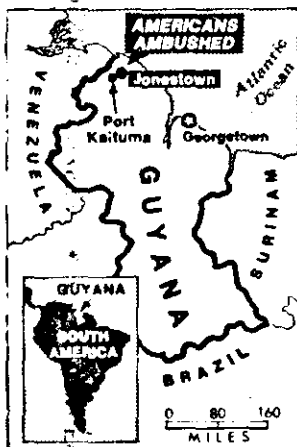 AMERICANS
AMBUSHED
Jonestown
Port
Kaituma
Georgetown
Atlantic
Ocean
VENEZUELA
GUYANA
SURINAM
BRAZIL
GUYANA
SOUTH
AMERICA
0 80 160
MILES